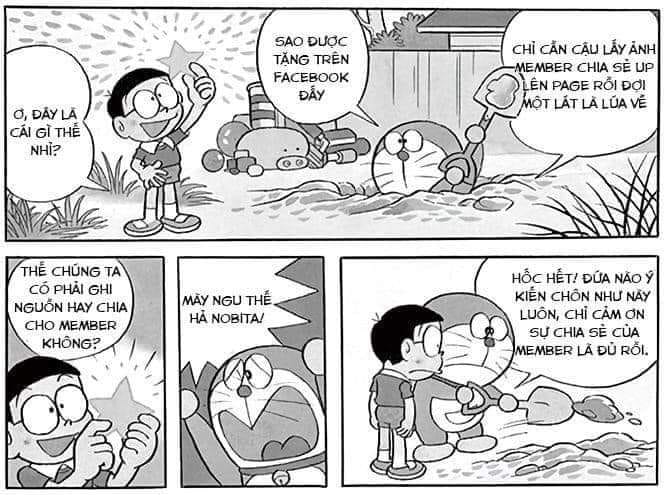 Ơ, ĐÂY LÀ
CÁI GÌ THẾ
NHỈ?
SAO ĐƯỢC
TẶNG TRÊN
FACEBOOK
ĐẤY
CHỈ CẦN CẬU LẤY ẢNH
MEMBER CHIA SẺ UP
LÊN PAGE RỒI ĐỢI
MỘT LÁT LÀ LÚA VỀ
THẾ CHÚNG TA
CÓ PHẢI GHI
NGUỒN HAY CHIA
CHO MEMBER
KHÔNG?
MÀY NGU THẾ
HẢ NOBITA!
HỐC HẾT! ĐỨA NÀO Ý
KIẾN CHÔN NHƯ NÀY
LUÔN, CHỈ CẢM ƠN
SỰ CHIA SẺ CỦA
MEMBER LÀ ĐỦ RỒI.